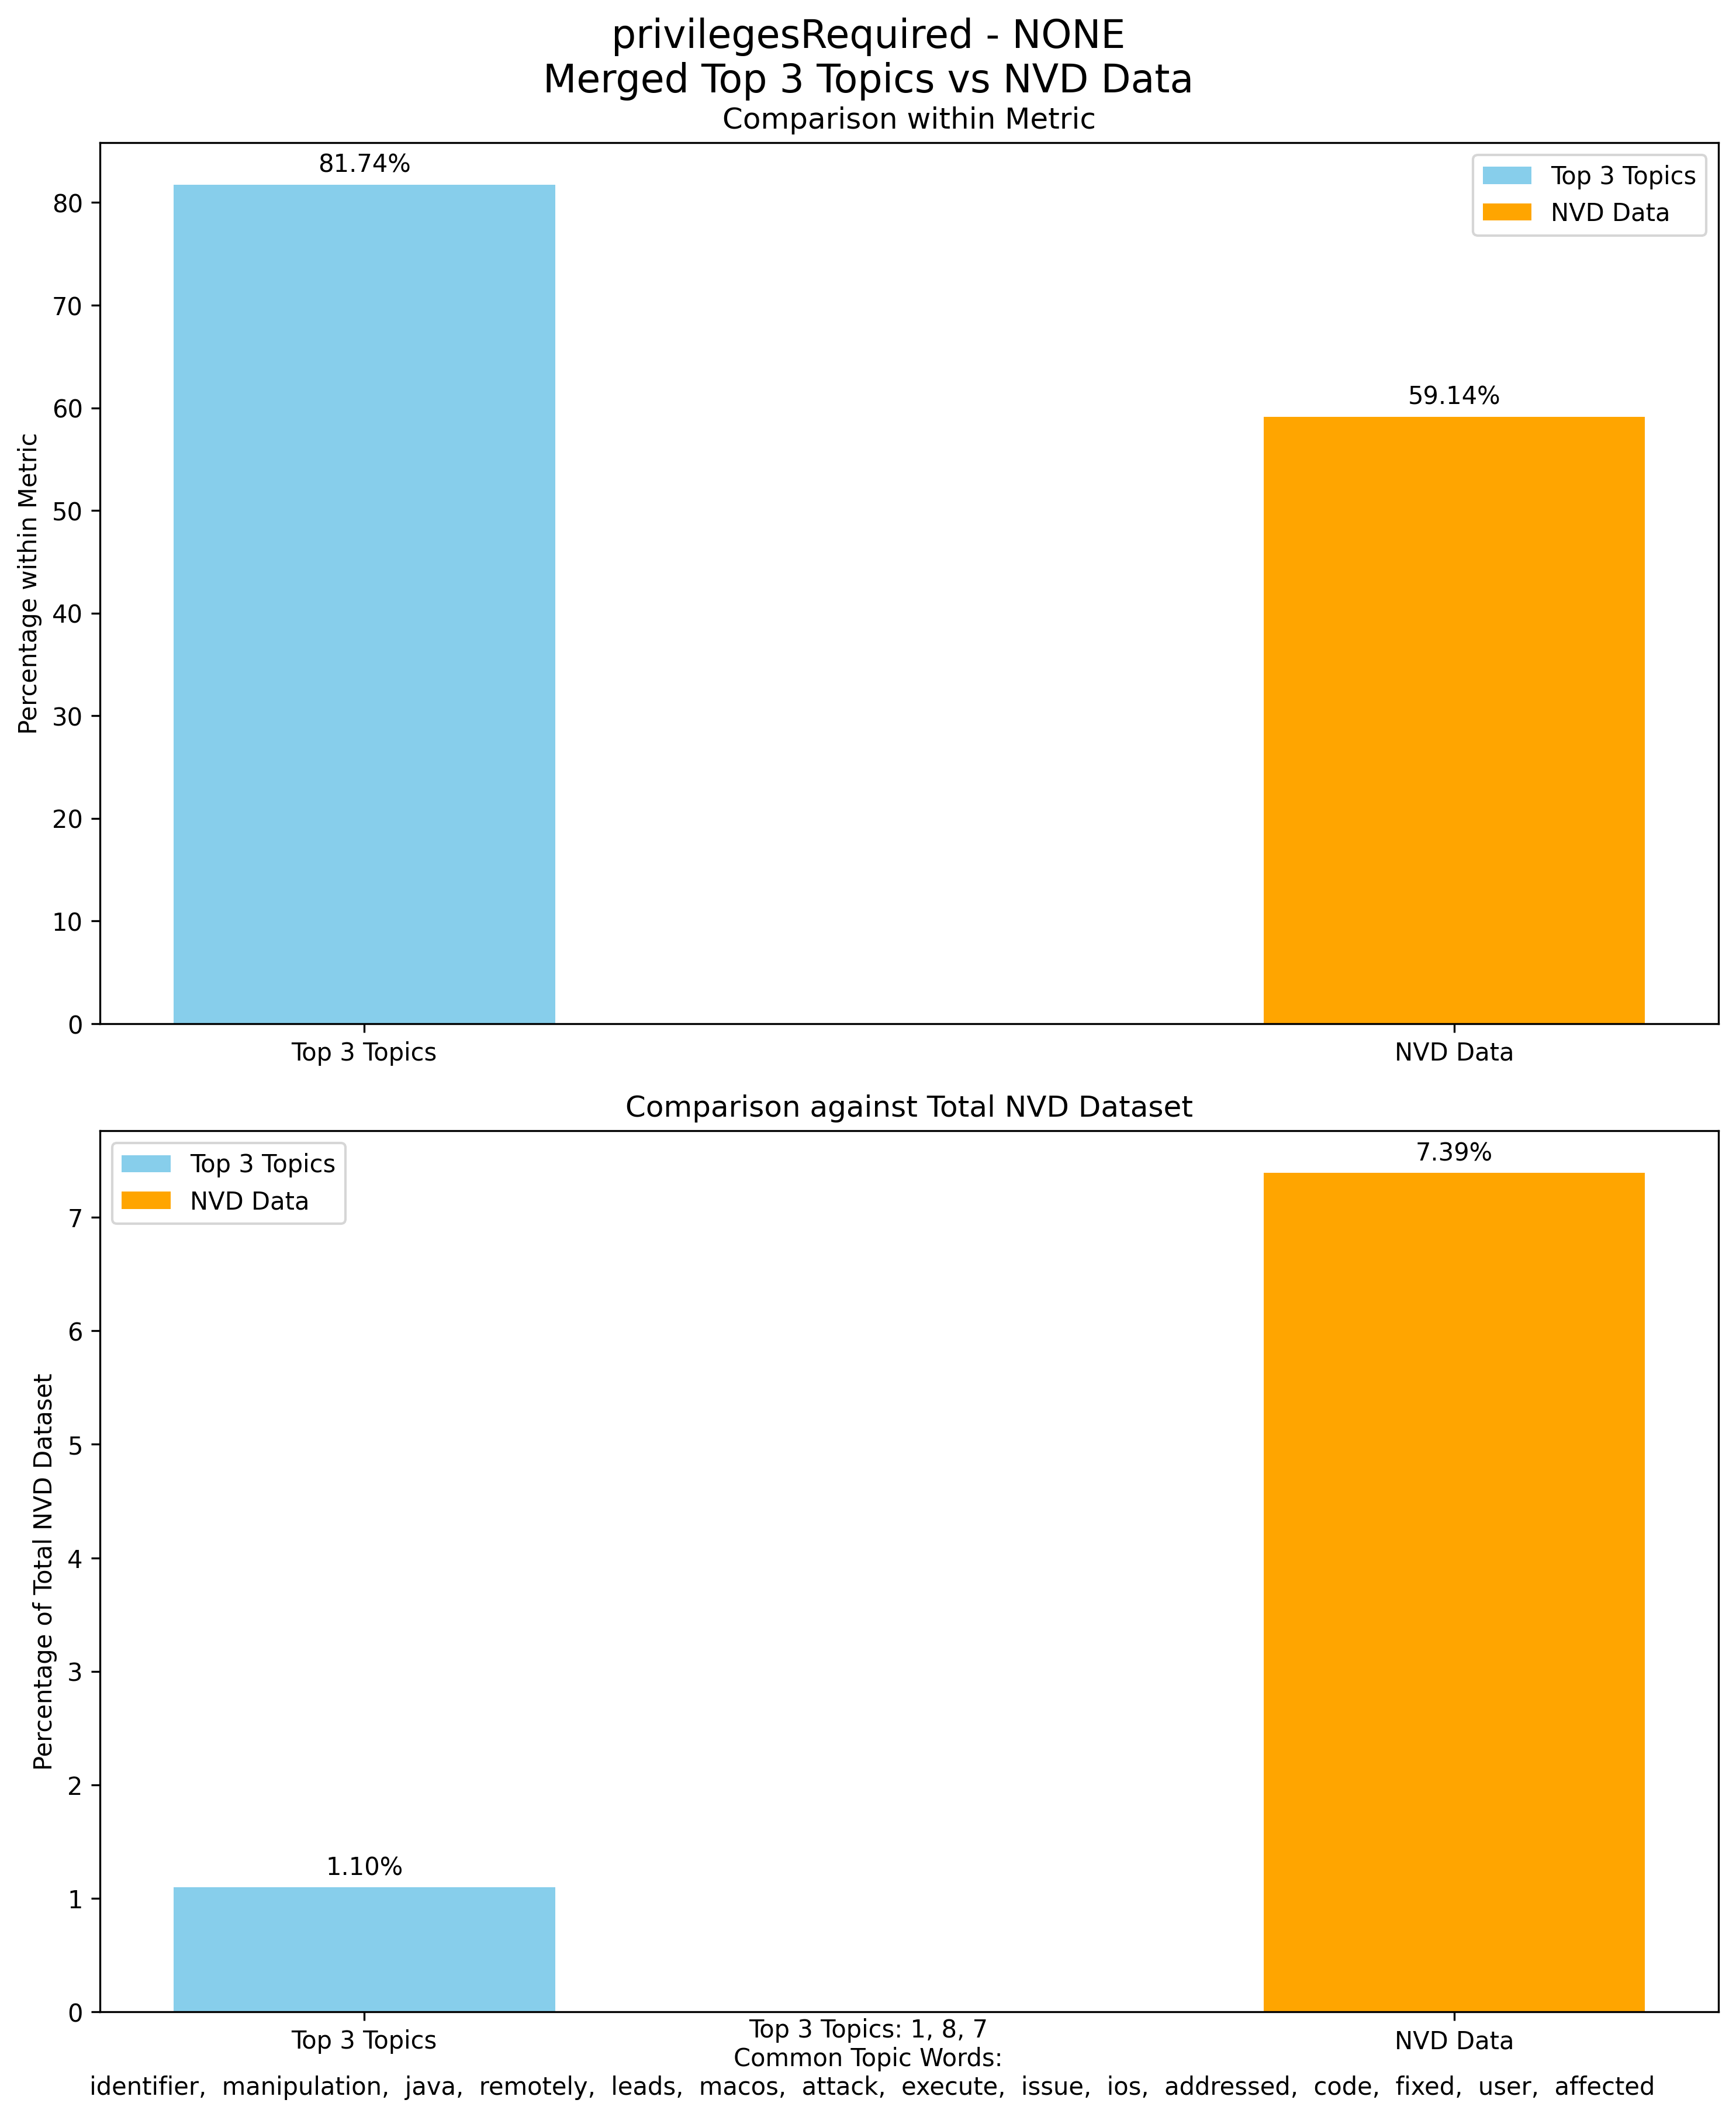 privilegesRequired - NONE
Merged Top 3 Topics vs NVD Data
Comparison within Metric
81.74%
Top 3 Topics
NVD Data
59.14%
Percentage within Metric
80
70
60
50
40
30
20
10
0
Top 3 Topics
NVD Data
Comparison against Total NVD Dataset
Top 3 Topics
NVD Data
7.39%
1.10%
Percentage of Total NVD Dataset
7
6
5
4
3
2
1
0
Top 3 Topics
NVD Data
Top 3 Topics: 1, 8, 7
Common Topic Words:
identifier, manipulation, java, remotely, leads, macos, attack, execute, issue, ios, addressed, code, fixed, user, affected